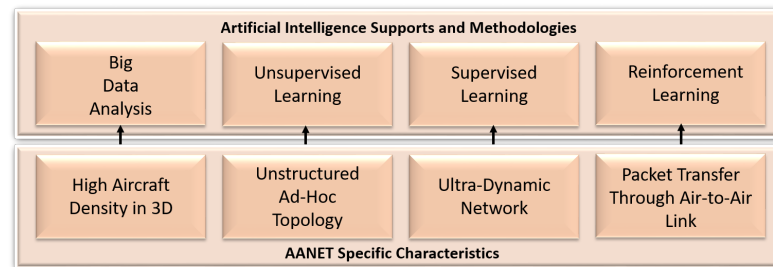 Artificial Intelligence Supports and Methodologies
Big
Data
Analysis
Unsupervised
Learning
Supervised
Learning
Reinforcement
Learning
High Aircraft
Density in 3D
Unstructured
Ad-Hoc
Topology
Ultra-Dynamic
Network
Packet Transfer
Through Air-to-Air
Link
AANET Specific Characteristics